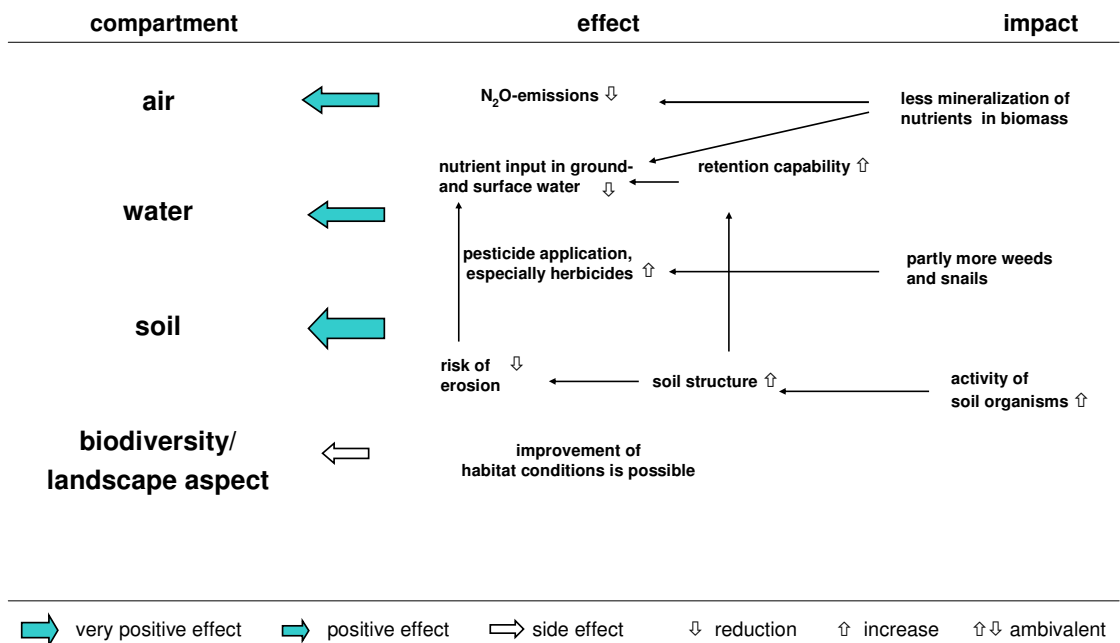 compartment effect impact
air N₂O-emissions ⇩ less mineralization of
nutrients in biomass
nutrient input in ground- retention capability ⇧
and surface water ⇩
water
pesticide application,
especially herbicides ⇧
partly more weeds
and snails
soil
risk of ⇩
erosion
soil structure ⇧
activity of
soil organisms ⇧
biodiversity/
landscape aspect
improvement of
habitat conditions is possible
very positive effect positive effect side effect ⇩ reduction ⇧ increase ⇧⇩ ambivalent